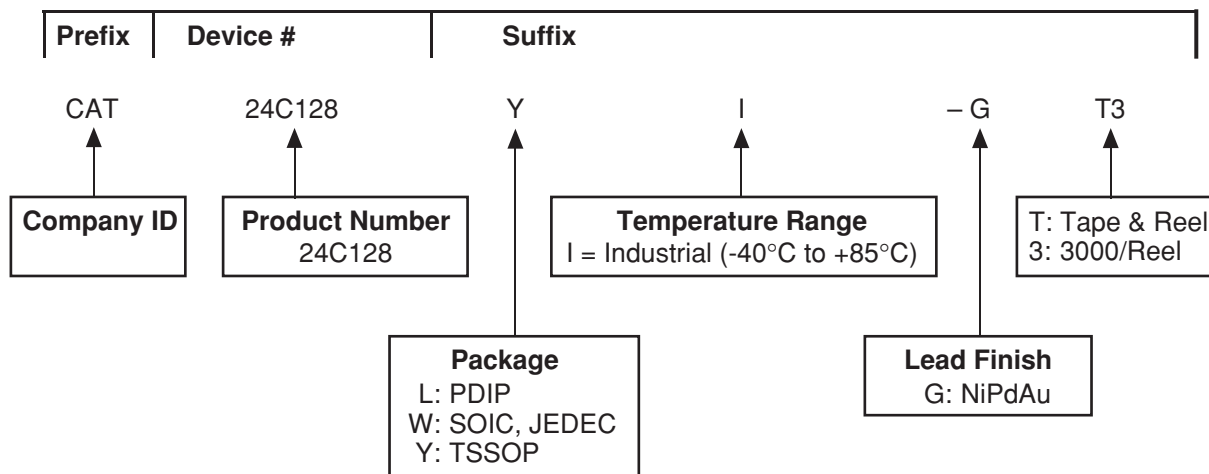 Prefix Device # Suffix
CAT 24C128 Y I – G T3
Company ID
Product Number
24C128
Temperature Range
I = Industrial (-40°C to +85°C)
T: Tape & Reel
3: 3000/Reel
Package
L: PDIP
W: SOIC, JEDEC
Y: TSSOP
Lead Finish
G: NiPdAu